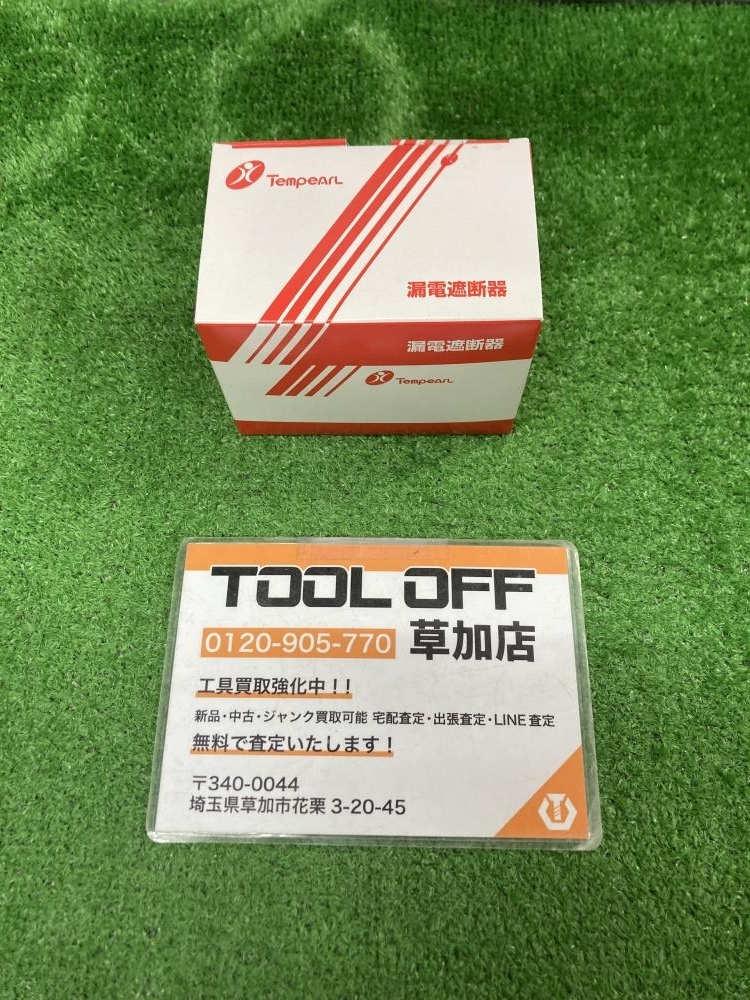 Tempearl
漏電遮断器
漏電遮断器
Tempearl
TOOL OFF
0120-905-770 草加店
工具買取強化中!!
新品・中古・ジャンク買取可能 宅配査定・出張査定・LINE査定
無料で査定いたします!
〒340-0044
埼玉県草加市花栗 3-20-45